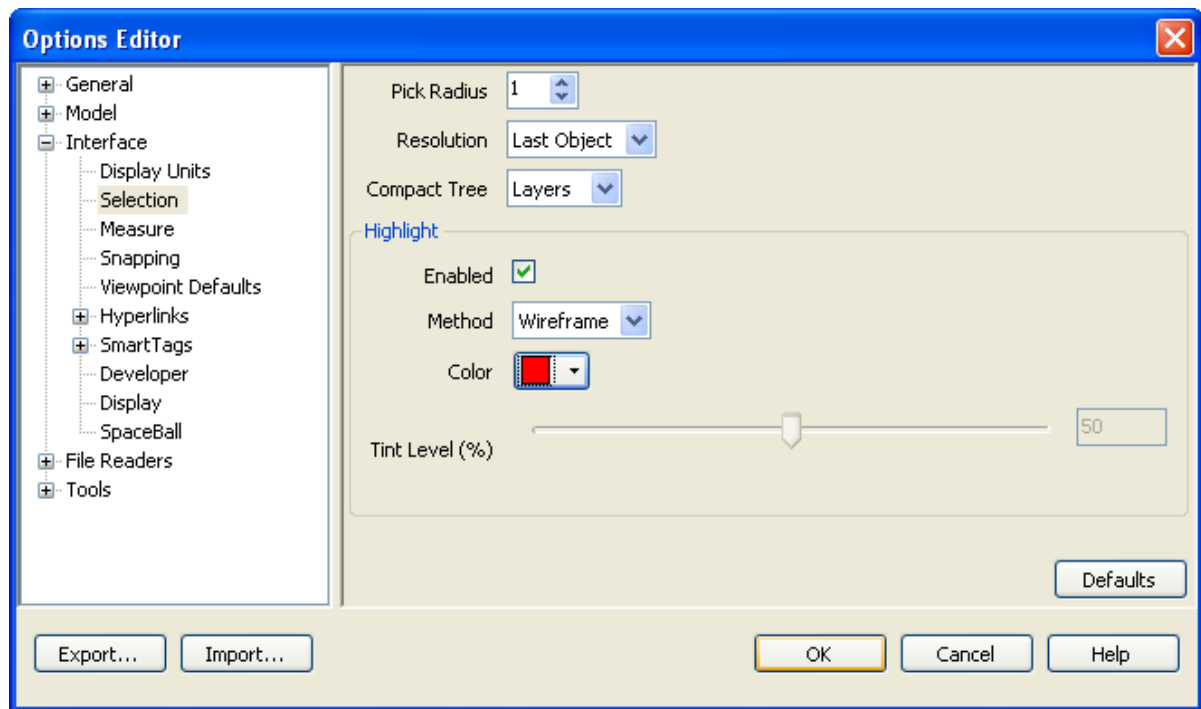 Options Editor
General
Model
Interface
Display Units
Selection
Measure
Snapping
Viewpoint Defaults
Hyperlinks
SmartTags
Developer
Display
SpaceBall
File Readers
Tools
Pick Radius 1
Resolution Last Object
Compact Tree Layers
Highlight
Enabled
Method Wireframe
Color
Tint Level (%) 50
Defaults
Export... Import... OK Cancel Help